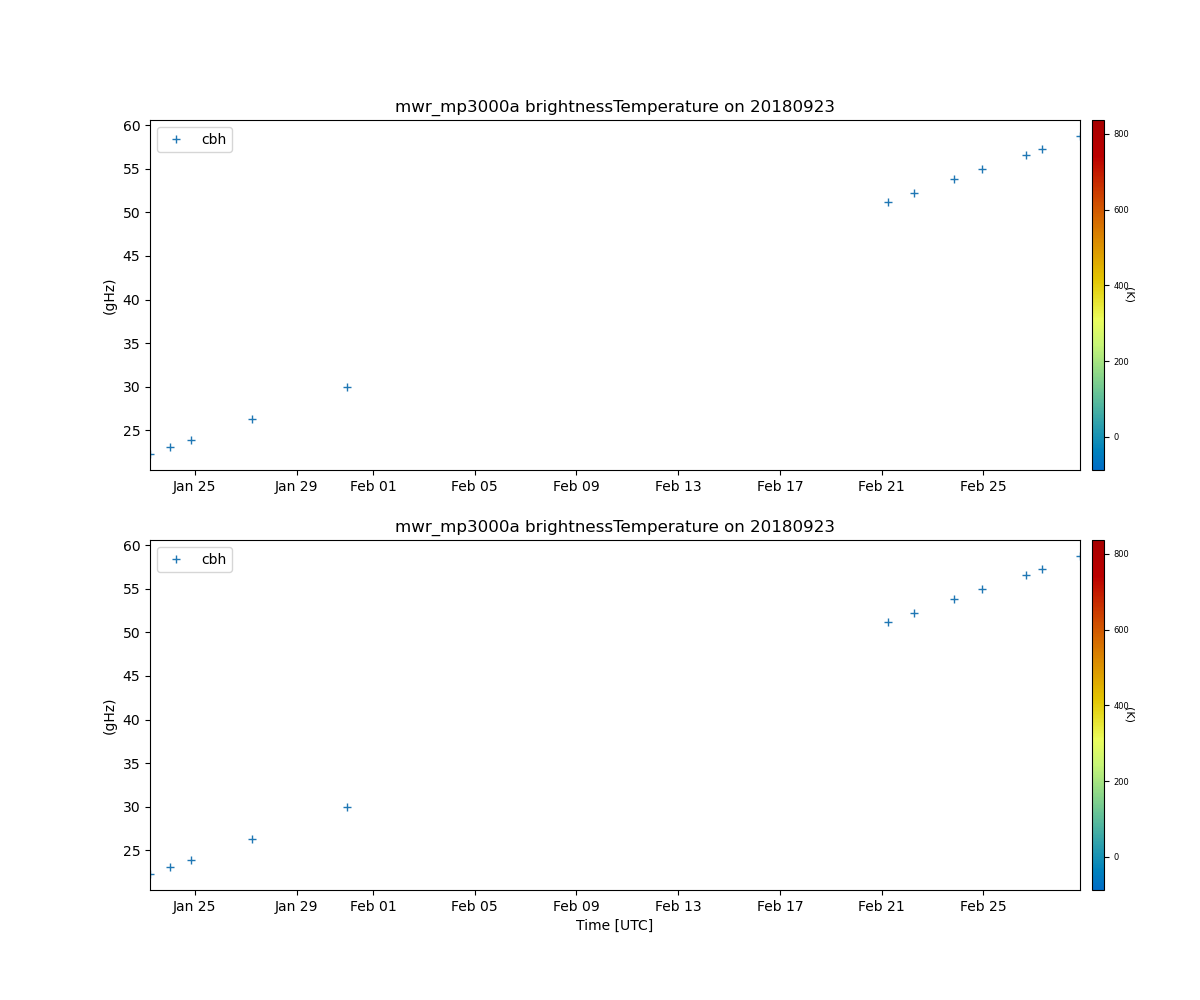 mwr_mp3000a brightnessTemperature on 20180923
60
55
50
45
40
35
30
25
(gHz)
cbh
800
600
400
200
0
(K)
Jan 25 Jan 29 Feb 01 Feb 05 Feb 09 Feb 13 Feb 17 Feb 21 Feb 25
mwr_mp3000a brightnessTemperature on 20180923
60
55
50
45
40
35
30
25
(gHz)
cbh
800
600
400
200
0
(K)
Jan 25 Jan 29 Feb 01 Feb 05 Feb 09 Feb 13 Feb 17 Feb 21 Feb 25
Time [UTC]